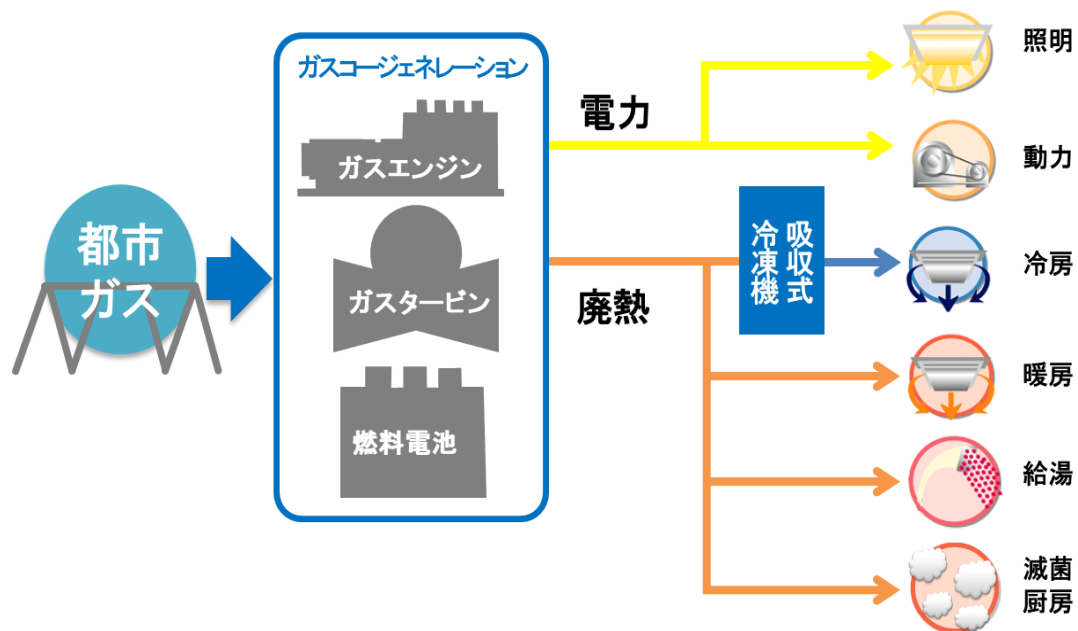 都市
ガス
ガスコージェネレーション
ガスエンジン
ガスタービン
燃料電池
電力
廃熱
吸収式
冷凍機
照明
動力
冷房
暖房
給湯
滅菌
厨房